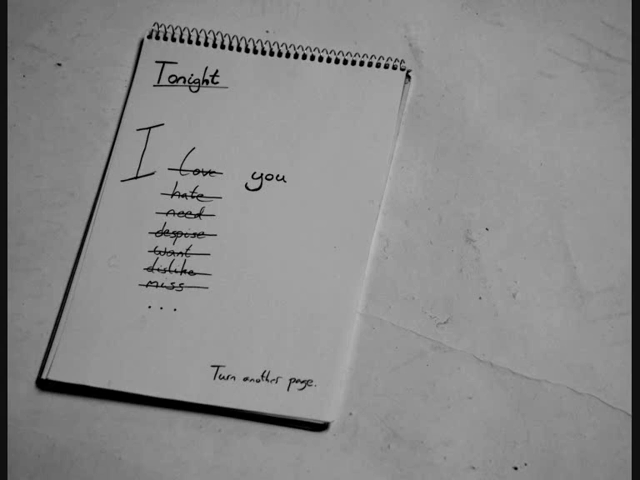 Tonight
I love you
hate
need
despise
want
dislike
miss
...
Turn another page.